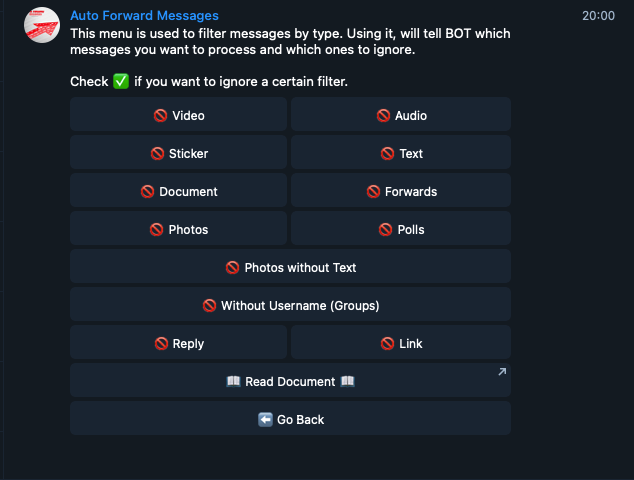 Auto Forward Messages
20:00
This menu is used to filter messages by type. Using it, will tell BOT which
messages you want to process and which ones to ignore.
Check ✅ if you want to ignore a certain filter.
🚫 Video
🚫 Audio
🚫 Sticker
🚫 Text
🚫 Document
🚫 Forwards
🚫 Photos
🚫 Polls
🚫 Photos without Text
🚫 Without Username (Groups)
🚫 Reply
🚫 Link
📖 Read Document 📖
⬅️ Go Back